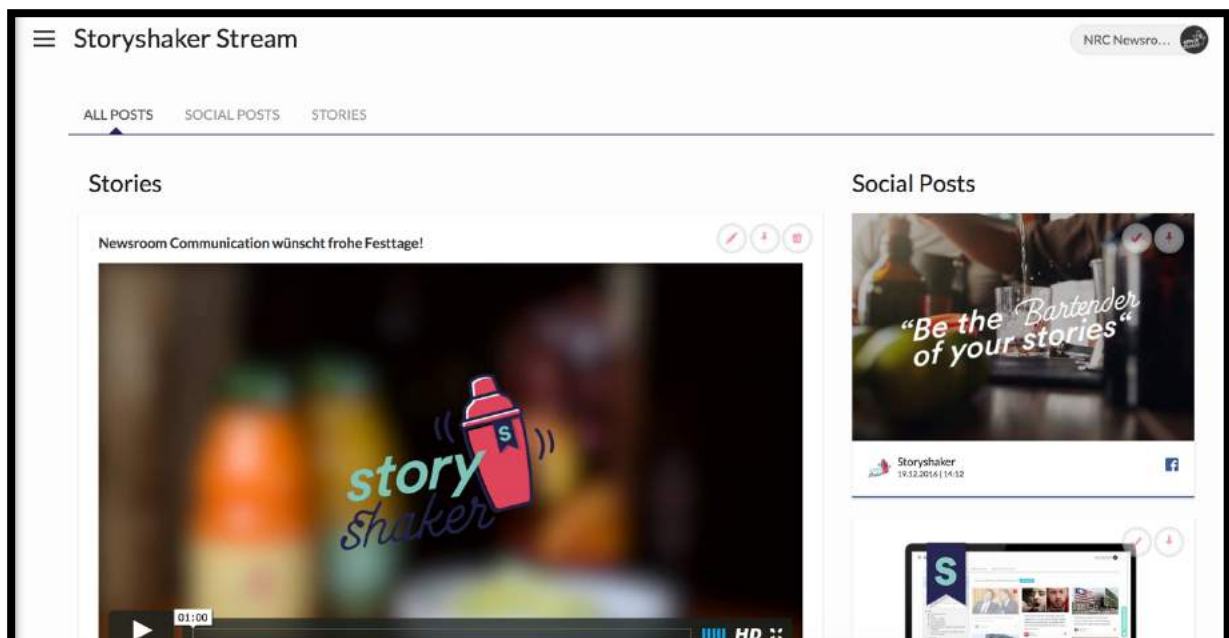 Storyshaker Stream
NRC Newsro...
ALL POSTS
SOCIAL POSTS
STORIES
Stories
Newsroom Communication wünscht frohe Festtage!
S
story
shaker
01:00
HD
Social Posts
“Be the Bartender
of your stories“
Storyshaker
19.12.2016 | 14:12
S